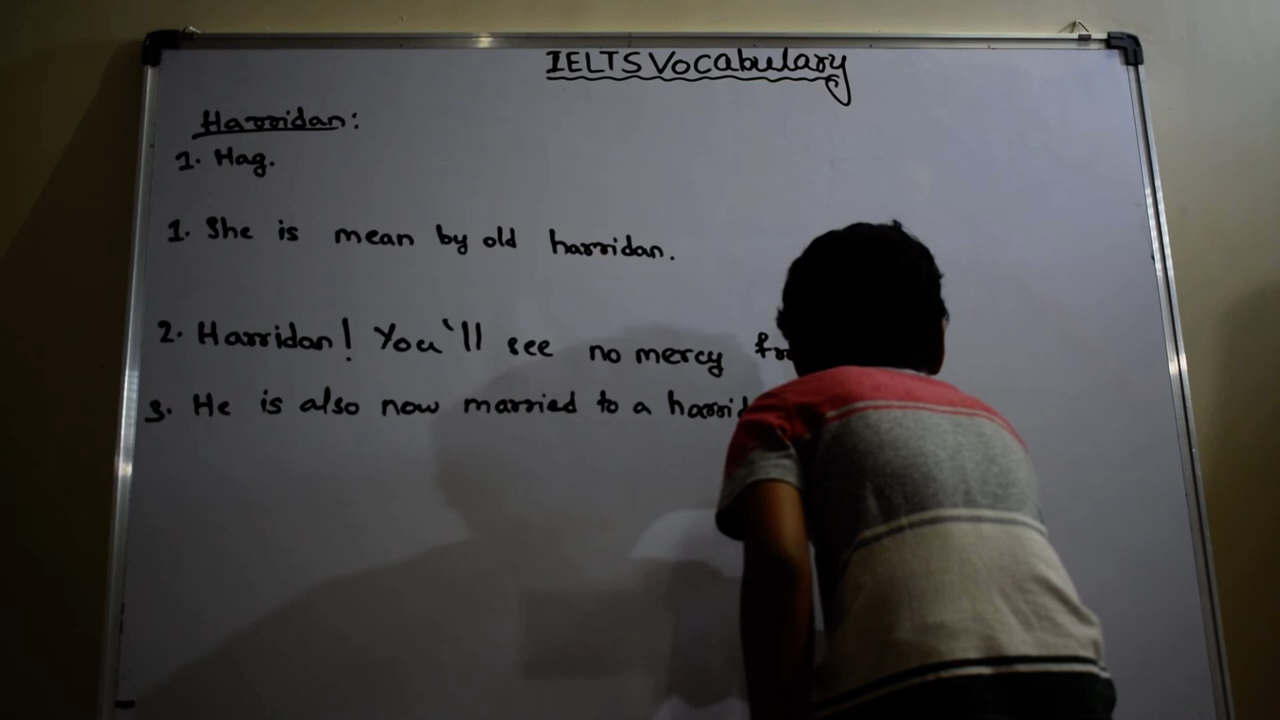 IELTS Vocabulary
Harridan:
1. Hag.
1. She is mean by old harridan.
2. Harridan! You'll see no mercy
3. He is also now married to a